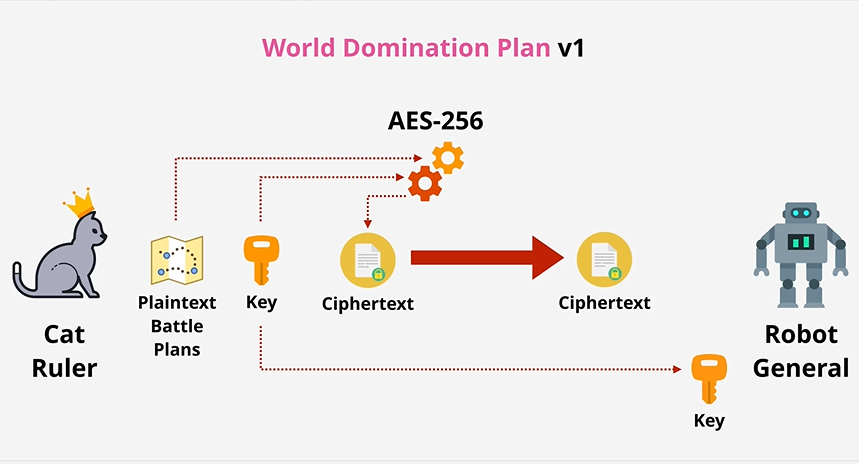 World Domination Plan v1
AES-256
Plaintext
Battle
Plans
Key
Ciphertext
Ciphertext
Cat
Ruler
Robot
General
Key